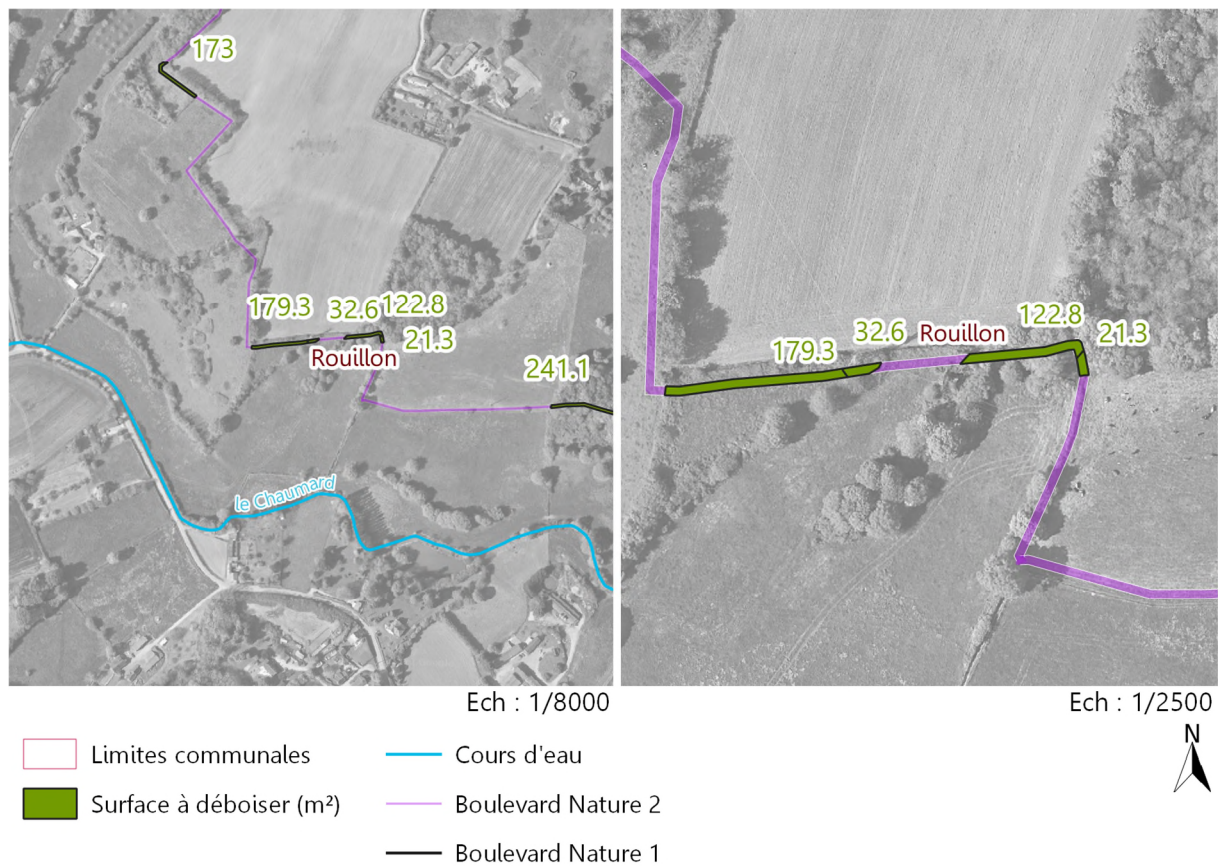 173
179.3
32.6
122.8
21.3
Rouillon
241.1
le Chaumard
Ech : 1/8000
122.8
21.3
32.6
Rouillon
179.3
Ech : 1/2500
N
Limites communales
Surface à déboiser (m²)
Cours d'eau
Boulevard Nature 2
Boulevard Nature 1